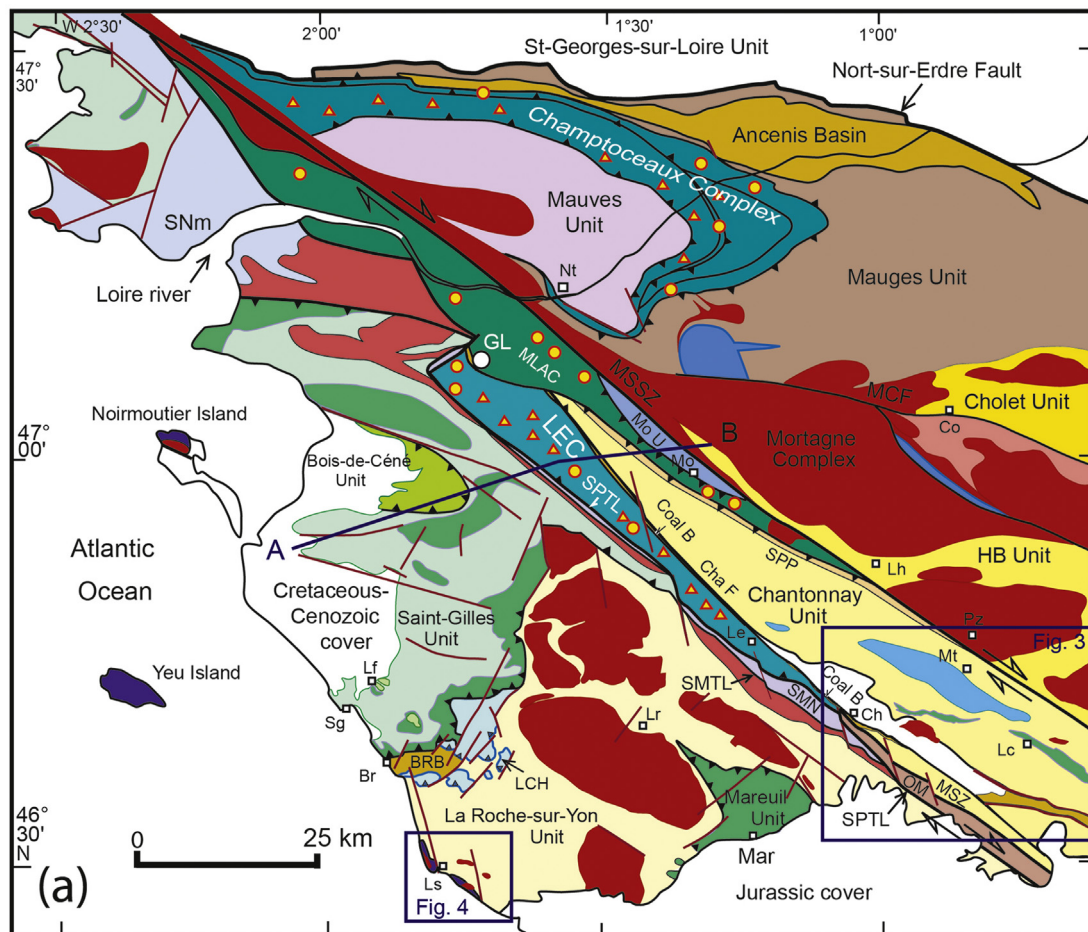 W 2°30'
2°00'
1°30'
1°00'
St-Georges-sur-Loire Unit
47°
30'
Nort-sur-Erdre Fault
Ancenis Basin
Champtoceaux Complex
Mauves
Unit
SNm
Loire river
Nt
Mauges Unit
GL
MLAC
MSSZ
MCF
Cholet Unit
Co
Noirmoutier Island
47°
00'
Bois-de-Céné
Unit
LEC
Mo U
Mo
B
Mortagne
Complex
SPTL
A
Coal B
SPP
HB Unit
Lh
Atlantic
Ocean
Cretaceous-
Cenozoic
cover
Saint-Gilles
Unit
Cha F
Chantonnay
Unit
Le
Pz
Fig. 3
Mt
Yeu Island
Lf
Sg
SMTL
SMN
Coal B
Ch
Lr
Lc
Br
BRB
LCH
Mareuil
Unit
OM
MSZ
SPTL
La Roche-sur-Yon
Unit
46°
30'
N
0
25 km
Mar
Ls
Fig. 4
Jurassic cover
(a)